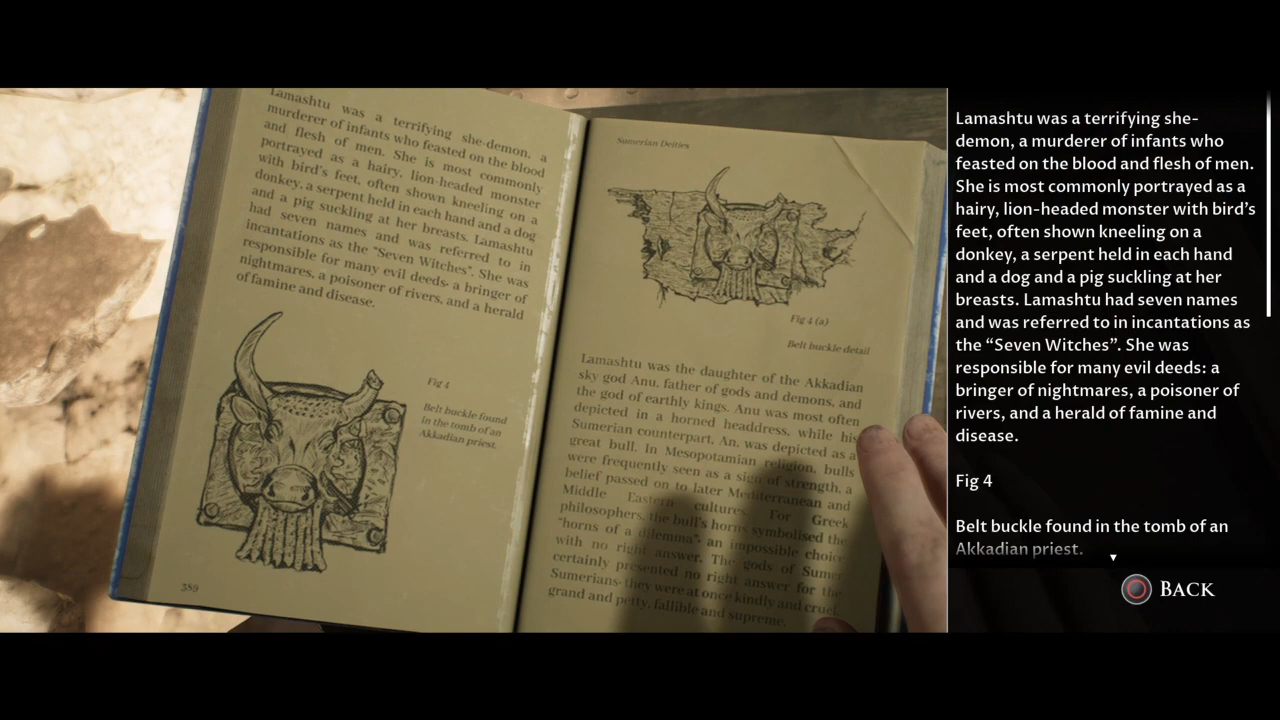 Lamashtu was a terrifying she-demon, a
murderer of infants who feasted on the blood
and flesh of men. She is most commonly
portrayed as a hairy, lion-headed monster
with bird's feet, often shown kneeling on a
donkey, a serpent held in each hand and a dog
and a pig suckling at her breasts. Lamashtu
had seven names and was referred to in
incantations as the "Seven Witches". She was
responsible for many evil deeds: a bringer of
nightmares, a poisoner of rivers, and a herald
of famine and disease.
Fig 4
Belt buckle found
in the tomb of an
Akkadian priest.
389
Sumerian Deities
Fig 4 (a)
Belt buckle detail
Lamashtu was the daughter of the Akkadian
sky god Anu, father of gods and demons, and
the god of earthly kings. Anu was most often
depicted in a horned headdress, while his
Sumerian counterpart, An, was depicted as a
great bull. In Mesopotamian religion, bulls
were frequently seen as a sign of strength, a
belief passed on to later Mediterranean and
Middle Eastern cultures. For Greek
philosophers, the bull's horns symbolised the
"horns of a dilemma": an impossible choice
with no right answer. The gods of Sumer
certainly presented no right answer for the
Sumerians: they were at once kindly and cruel,
grand and petty, fallible and supreme.
Lamashtu was a terrifying she-
demon, a murderer of infants who
feasted on the blood and flesh of men.
She is most commonly portrayed as a
hairy, lion-headed monster with bird's
feet, often shown kneeling on a
donkey, a serpent held in each hand
and a dog and a pig suckling at her
breasts. Lamashtu had seven names
and was referred to in incantations as
the “Seven Witches”. She was
responsible for many evil deeds: a
bringer of nightmares, a poisoner of
rivers, and a herald of famine and
disease.
Fig 4
Belt buckle found in the tomb of an
Akkadian priest.
BACK